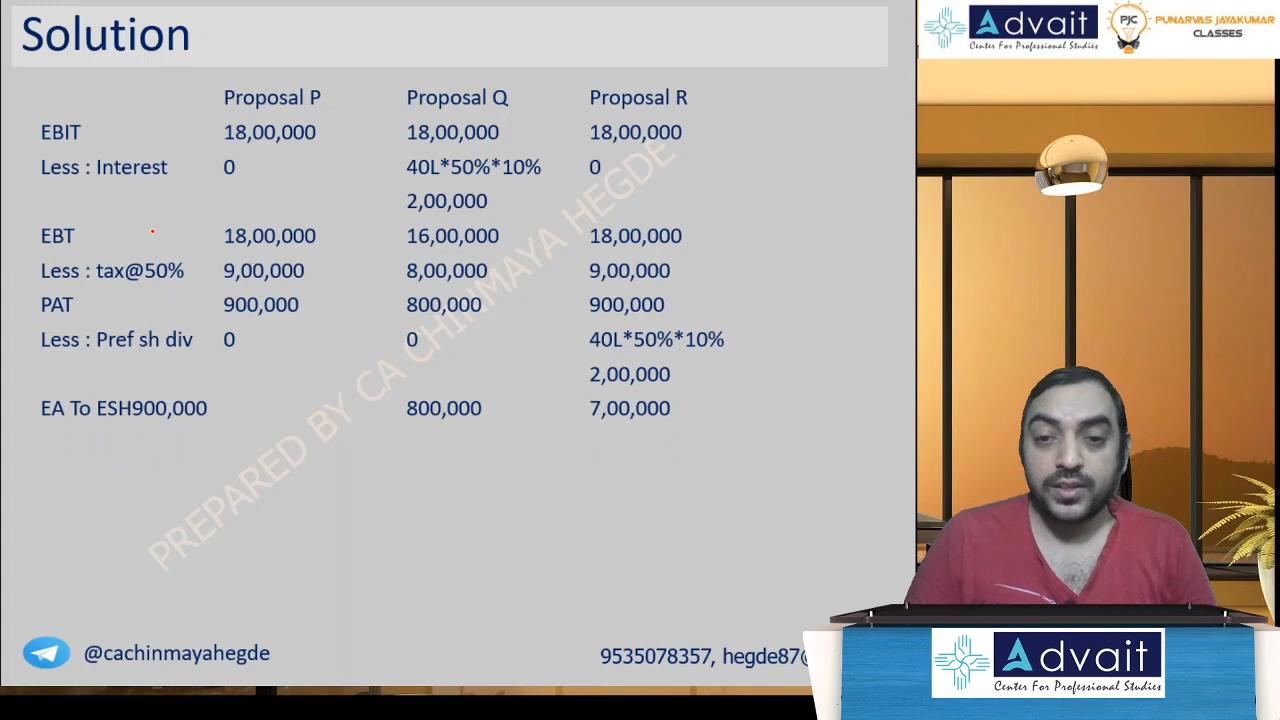 Solution
Advait
Center For Professional Studies
PJC
PUNARVAS JAYAKUMAR
CLASSES
Proposal P Proposal Q Proposal R
EBIT 18,00,000 18,00,000 18,00,000
Less : Interest 0 40L*50%*10% 0
2,00,000
EBT 18,00,000 16,00,000 18,00,000
Less : tax@50% 9,00,000 8,00,000 9,00,000
PAT 900,000 800,000 900,000
Less : Pref sh div 0 0 40L*50%*10%
2,00,000
EA To ESH900,000 800,000 7,00,000
PREPARED BY CA CHINMAYA HEGDE
@cachinmayahegde
9535078357, hegde87@
Advait
Center For Professional Studies